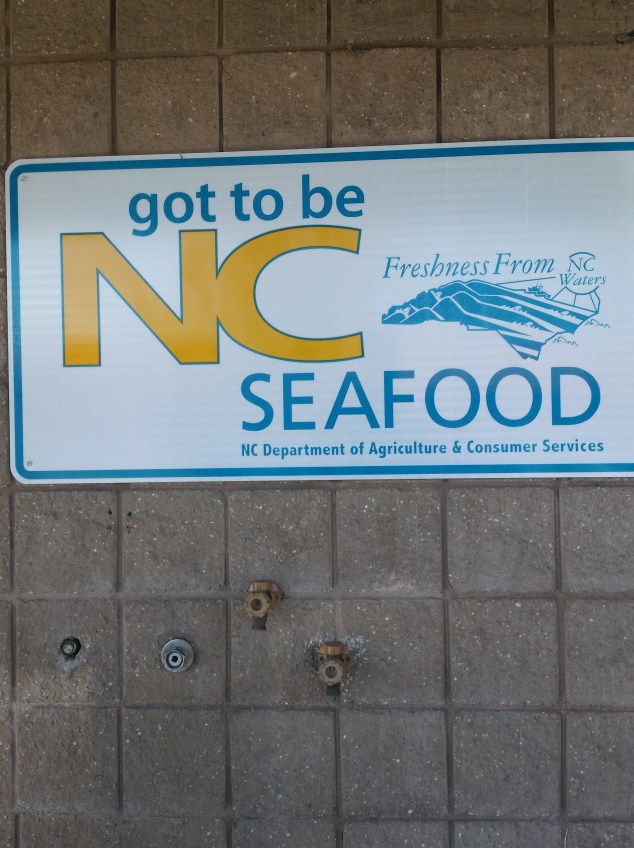 got to be
NC
Freshness From NC
Waters
SEAFOOD
NC Department of Agriculture & Consumer Services